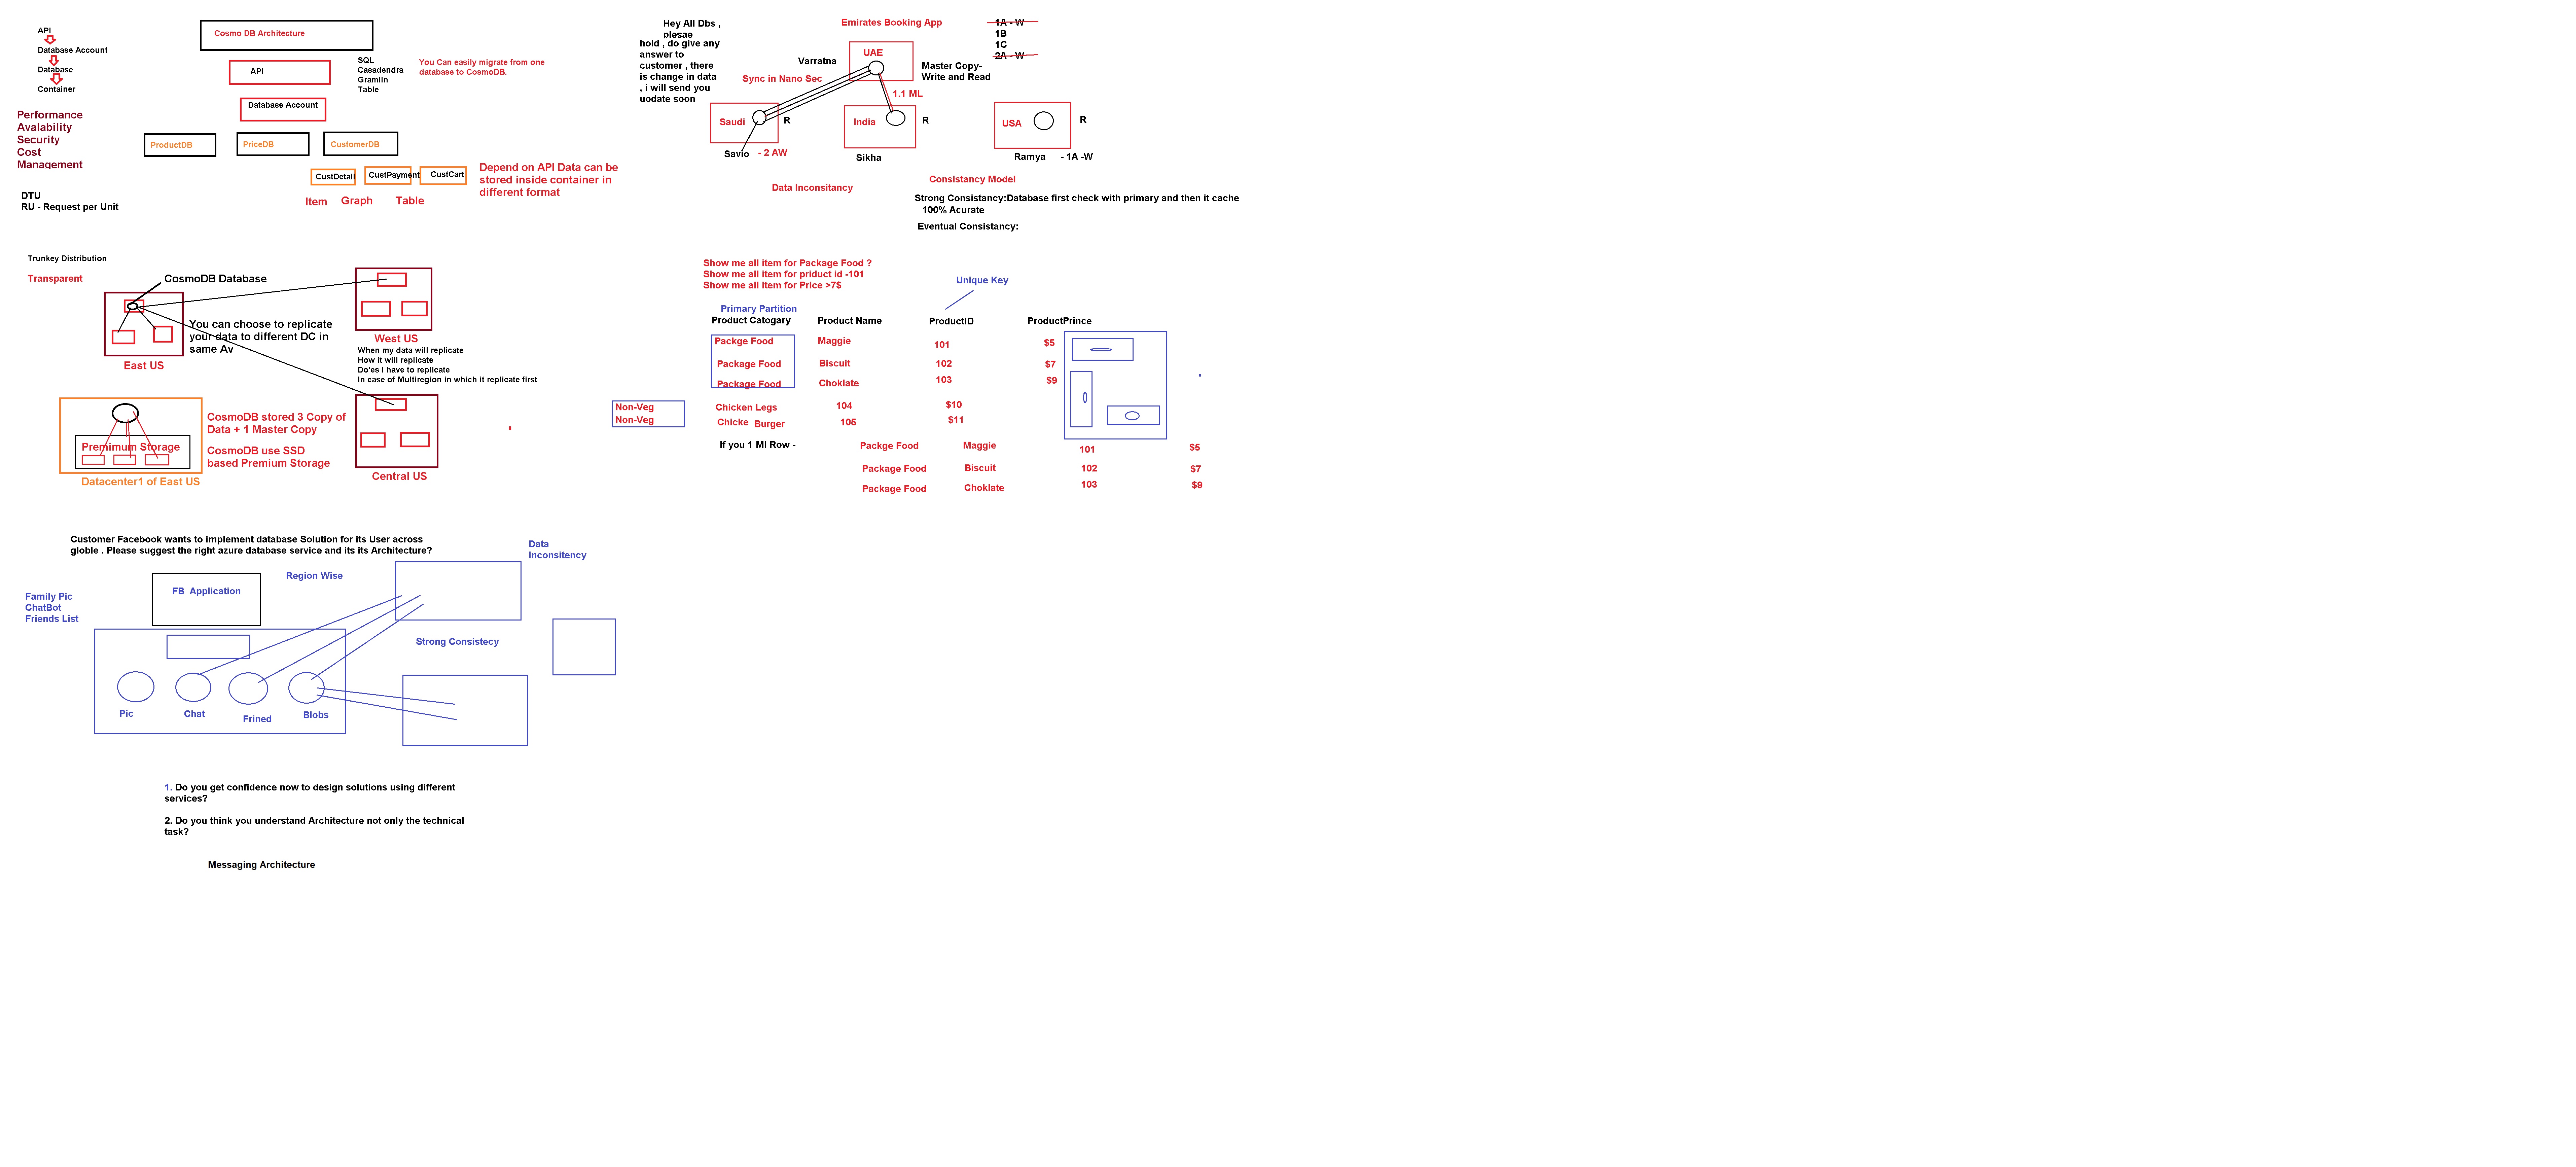 API
Database Account
Database
Container
Performance
Avalability
Security
Cost
Management
DTU
RU - Request per Unit
Cosmo DB Architecture
API
SQL
Casadendra
Gramlin
Table
You Can easily migrate from one
database to CosmoDB.
Database Account
ProductDB
PriceDB
CustomerDB
CustDetail
CustPayment
CustCart
Item
Graph
Table
Depend on API Data can be
stored inside container in
different format
Hey All Dbs ,
plesae
hold , do give any
answer to
customer , there
is change in data
, i will send you
uodate soon
Emirates Booking App
1A - W
1B
1C
2A - W
UAE
Varratna
Master Copy-
Write and Read
Sync in Nano Sec
1.1 ML
Saudi
R
India
R
USA
R
Savio
- 2 AW
Sikha
Ramya
- 1A -W
Data Inconsitancy
Consistancy Model
Strong Consistancy:Database first check with primary and then it cache
100% Acurate
Eventual Consistancy:
Trunkey Distribution
Transparent
CosmoDB Database
You can choose to replicate
your data to different DC in
same Av
East US
West US
When my data will replicate
How it will replicate
Do'es i have to replicate
In case of Multiregion in which it replicate first
CosmoDB stored 3 Copy of
Data + 1 Master Copy
CosmoDB use SSD
based Premium Storage
Premimum Storage
Datacenter1 of East US
Central US
Show me all item for Package Food ?
Show me all item for priduct id -101
Show me all item for Price >7$
Unique Key
Primary Partition
Product Catogary
Product Name
ProductID
ProductPrince
Packge Food
Maggie
101
$5
Package Food
Biscuit
102
$7
Package Food
Choklate
103
$9
Non-Veg
Chicken Legs
104
$10
Non-Veg
Chicke
Burger
105
$11
If you 1 Ml Row -
Packge Food
Maggie
101
$5
Package Food
Biscuit
102
$7
Package Food
Choklate
103
$9
Customer Facebook wants to implement database Solution for its User across
globle . Please suggest the right azure database service and its its Architecture?
Data
Inconsitency
Region Wise
FB Application
Family Pic
ChatBot
Friends List
Strong Consistecy
Pic
Chat
Frined
Blobs
1. Do you get confidence now to design solutions using different
services?
2. Do you think you understand Architecture not only the technical
task?
Messaging Architecture